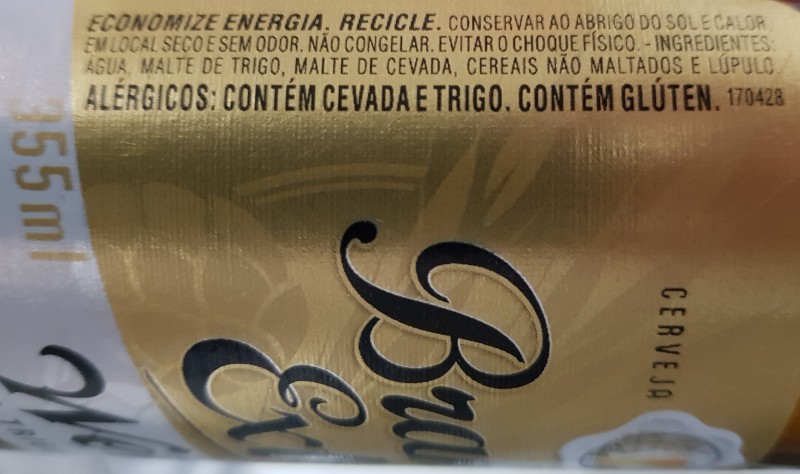 ECONOMIZE ENERGIA. RECICLE. CONSERVAR AO ABRIGO DO SOL E CALOR,
EM LOCAL SECO E SEM ODOR. NÃO CONGELAR. EVITAR O CHOQUE FÍSICO. - INGREDIENTES:
ÁGUA, MALTE DE TRIGO, MALTE DE CEVADA, CEREAIS NÃO MALTADOS E LÚPULO.
ALÉRGICOS: CONTÉM CEVADA E TRIGO. CONTÉM GLÚTEN. 170428
355 ml
CERVEJA